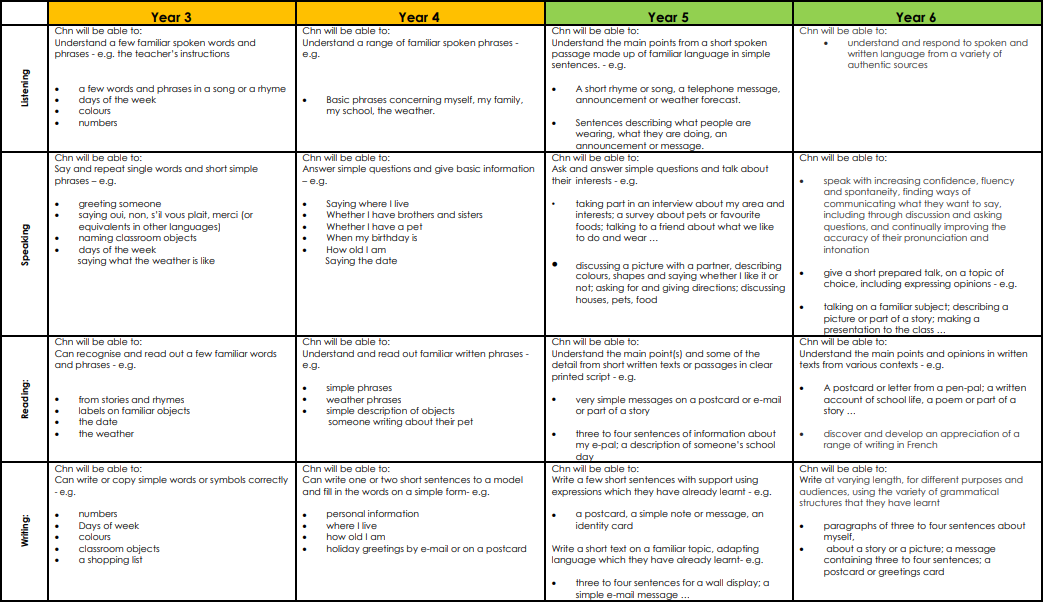 Year 3
Year 4
Year 5
Year 6
Listening
Chn will be able to:
Understand a few familiar spoken words and
phrases - e.g. the teacher's instructions
• a few words and phrases in a song or a rhyme
• days of the week
• colours
• numbers
Chn will be able to:
Understand a range of familiar spoken phrases -
e.g.
• Basic phrases concerning myself, my family,
my school, the weather.
Chn will be able to:
Understand the main points from a short spoken
passage made up of familiar language in simple
sentences. - e.g.
• A short rhyme or song, a telephone message,
announcement or weather forecast.
• Sentences describing what people are
wearing, what they are doing, an
announcement or message.
Chn will be able to:
• understand and respond to spoken and
written language from a variety of
authentic sources
Speaking
Chn will be able to:
Say and repeat single words and short simple
phrases – e.g.
• greeting someone
• saying oui, non, s'il vous plait, merci (or
equivalents in other languages)
• naming classroom objects
• days of the week
saying what the weather is like
Chn will be able to:
Answer simple questions and give basic information
– e.g.
• Saying where I live
• Whether I have brothers and sisters
• Whether I have a pet
• When my birthday is
• How old I am
Saying the date
Chn will be able to:
Ask and answer simple questions and talk about
their interests - e.g.
• taking part in an interview about my area and
interests; a survey about pets or favourite
foods; talking to a friend about what we like
to do and wear …
• discussing a picture with a partner, describing
colours, shapes and saying whether I like it or
not; asking for and giving directions; discussing
houses, pets, food
Chn will be able to:
• speak with increasing confidence, fluency
and spontaneity, finding ways of
communicating what they want to say,
including through discussion and asking
questions, and continually improving the
accuracy of their pronunciation and
intonation
• give a short prepared talk, on a topic of
choice, including expressing opinions - e.g.
• talking on a familiar subject; describing a
picture or part of a story; making a
presentation to the class …
Reading:
Chn will be able to:
Can recognise and read out a few familiar words
and phrases - e.g.
• from stories and rhymes
• labels on familiar objects
• the date
• the weather
Chn will be able to:
Understand and read out familiar written phrases -
e.g.
• simple phrases
• weather phrases
• simple description of objects
someone writing about their pet
Chn will be able to:
Understand the main point(s) and some of the
detail from short written texts or passages in clear
printed script - e.g.
• very simple messages on a postcard or e-mail
or part of a story
• three to four sentences of information about
my e-pal; a description of someone's school
day
Chn will be able to:
Understand the main points and opinions in written
texts from various contexts - e.g.
• A postcard or letter from a pen-pal; a written
account of school life, a poem or part of a
story …
• discover and develop an appreciation of a
range of writing in French
Writing:
Chn will be able to:
Can write or copy simple words or symbols correctly
- e.g.
• numbers
• Days of week
• colours
• classroom objects
• a shopping list
Chn will be able to:
Can write one or two short sentences to a model
and fill in the words on a simple form- e.g.
• personal information
• where I live
• how old I am
• holiday greetings by e-mail or on a postcard
Chn will be able to:
Write a few short sentences with support using
expressions which they have already learnt - e.g.
• a postcard, a simple note or message, an
identity card
Write a short text on a familiar topic, adapting
language which they have already learnt- e.g.
• three to four sentences for a wall display; a
simple e-mail message …
Chn will be able to:
Write at varying length, for different purposes and
audiences, using the variety of grammatical
structures that they have learnt
• paragraphs of three to four sentences about
myself,
• about a story or a picture; a message
containing three to four sentences; a
postcard or greetings card